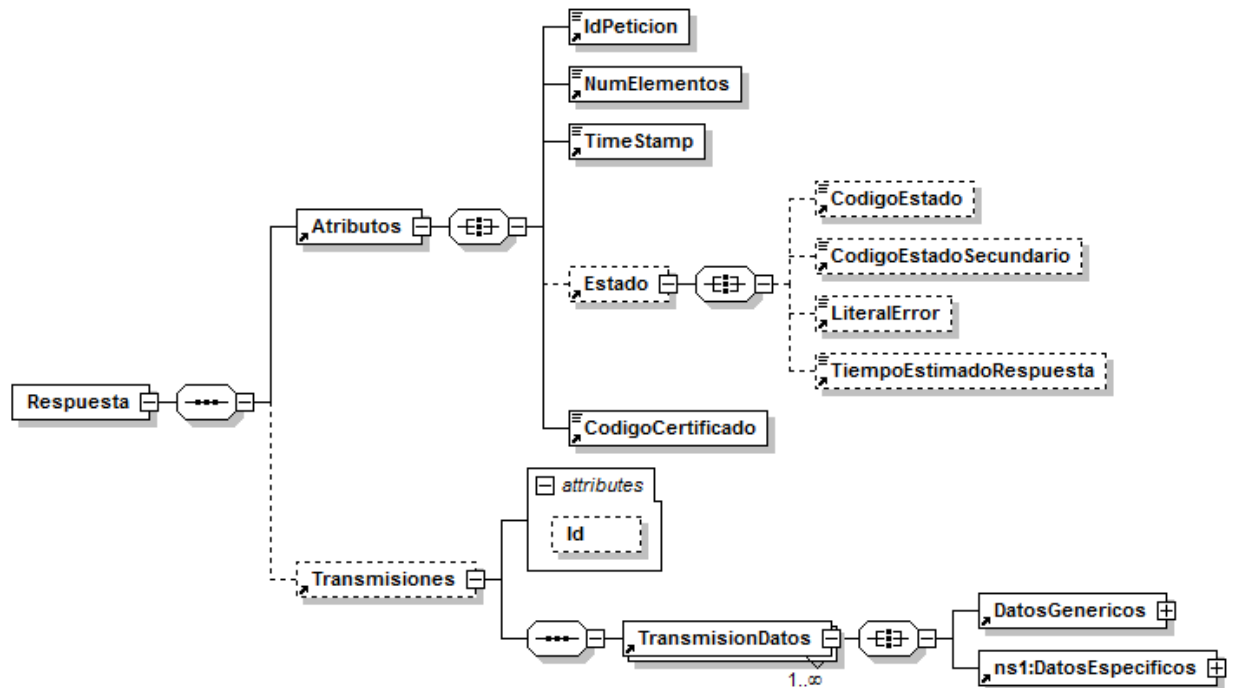 IdPeticion
NumElementos
TimeStamp
CodigoEstado
Atributos
CodigoEstadoSecundario
Estado
LiteralError
TiempoEstimadoRespuesta
Respuesta
CodigoCertificado
attributes
Id
Transmisiones
DatosGenericos
TransmisionDatos
ns1:DatosEspecificos
1..∞